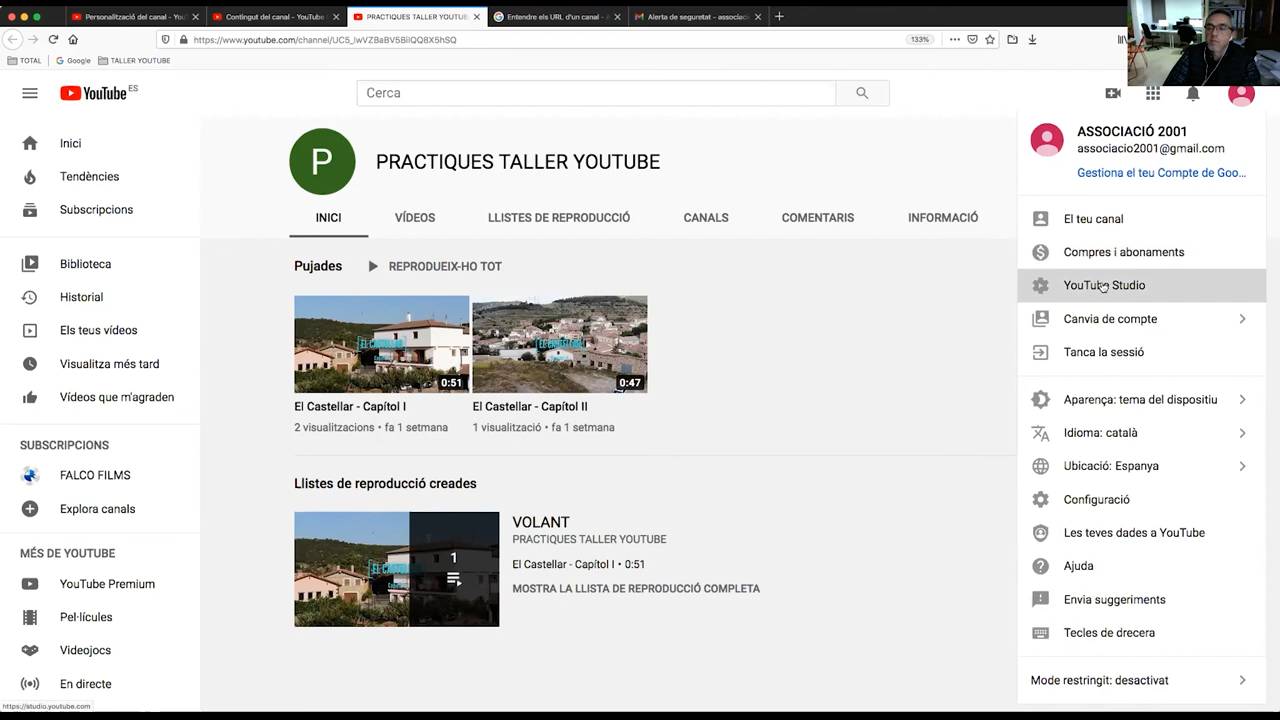 Personalització del canal - You
Contingut del canal - YouTube
PRACTIQUES TALLER YOUTUBE
Entendre els URL d'un canal - A
Alerta de seguretat - associaci
https://www.youtube.com/channel/UC5_lwVZBaBV5BiIQQ8X5hSQ
133%
TOTAL
Google
TALLER YOUTUBE
YouTube ES
Cerca
Inici
Tendències
Subscripcions
Biblioteca
Historial
Els teus vídeos
Visualitza més tard
Vídeos que m'agraden
SUBSCRIPCIONS
FALCO FILMS
Explora canals
MÉS DE YOUTUBE
YouTube Premium
Pel·lícules
Videojocs
En directe
https://studio.youtube.com
P
PRACTIQUES TALLER YOUTUBE
INICI
VÍDEOS
LLISTES DE REPRODUCCIÓ
CANALS
COMENTARIS
INFORMACIÓ
Pujades
REPRODUEIX-HO TOT
EL CASTELLAR
0:51
EL CASTELLAR
0:47
El Castellar - Capítol I
2 visualitzacions • fa 1 setmana
El Castellar - Capítol II
1 visualització • fa 1 setmana
Llistes de reproducció creades
1
VOLANT
PRACTIQUES TALLER YOUTUBE
El Castellar - Capítol I • 0:51
MOSTRA LA LLISTA DE REPRODUCCIÓ COMPLETA
ASSOCIACIÓ 2001
associacio2001@gmail.com
Gestiona el teu Compte de Goo...
El teu canal
Compres i abonaments
YouTube Studio
Canvia de compte
Tanca la sessió
Aparença: tema del dispositiu
Idioma: català
Ubicació: Espanya
Configuració
Les teves dades a YouTube
Ajuda
Envia suggeriments
Tecles de drecera
Mode restringit: desactivat